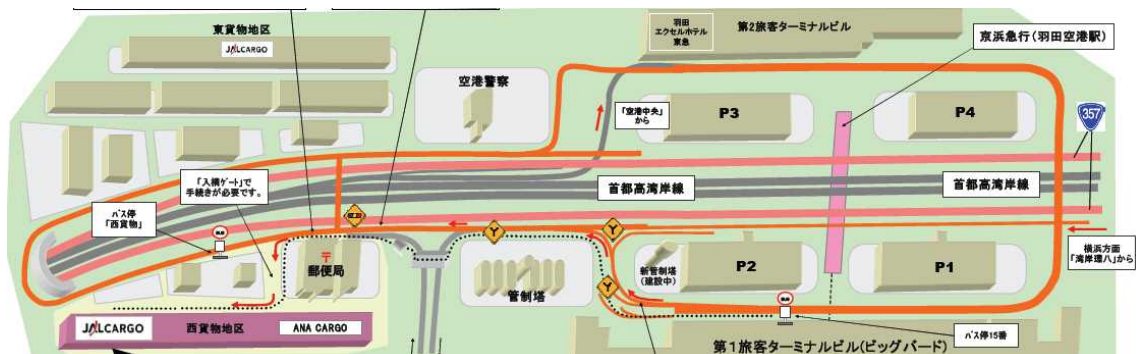 東貨物地区
JALCARGO
羽田
エクセルホテル
東急
第2旅客ターミナルビル
京浜急行(羽田空港駅)
空港警察
「空港中央」
から
P3
P4
357
「入構ゲート」で
手続きが必要です。
首都高湾岸線
首都高湾岸線
バス停
「西貨物」
〒
郵便局
管制塔
新管制塔
(建設中)
P2
P1
横浜方面
「湾岸環八」から
JALCARGO
西貨物地区
ANA CARGO
バス停15番
第1旅客ターミナルビル(ビッグバード)